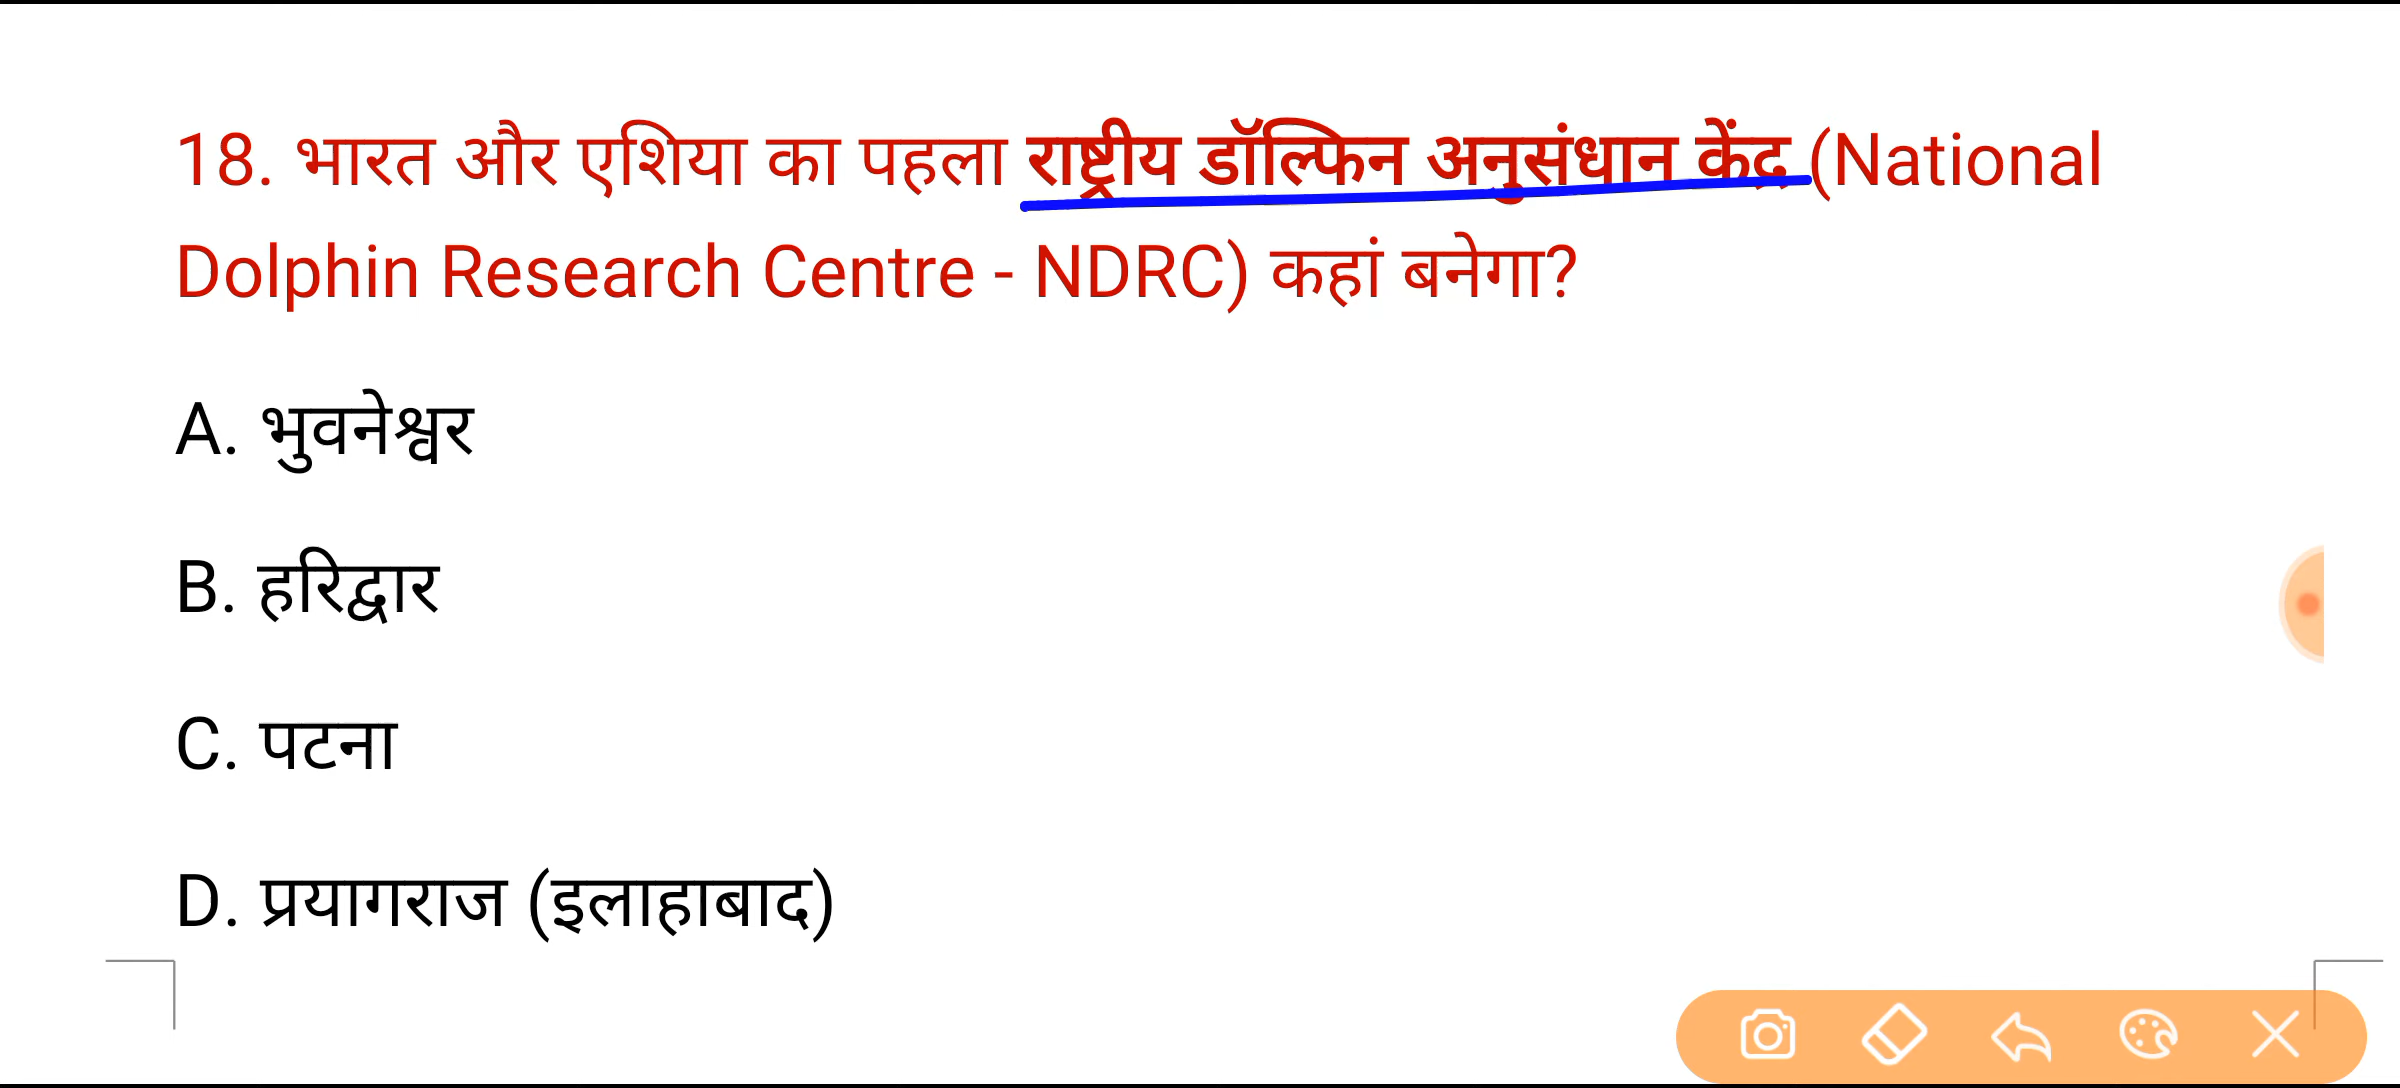 18. भारत और एशिया का पहला राष्ट्रीय डॉल्फिन अनुसंधान केंद्र (National
Dolphin Research Centre - NDRC) कहां बनेगा?
A. भुवनेश्वर
B. हरिद्वार
C. पटना
D. प्रयागराज (इलाहाबाद)